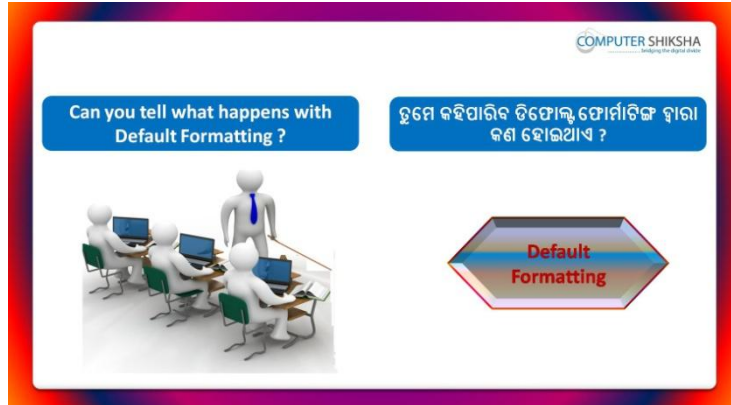 COMPUTER SHIKSHA
bridging the digital divide
Can you tell what happens with
Default Formatting ?
ତୁମେ କହିପାରିବ ଡିଫୋଲ୍ଟ ଫୋର୍ମାଟିଙ୍ଗ ଦ୍ୱାରା
କଣ ହୋଇଥାଏ ?
Default
Formatting